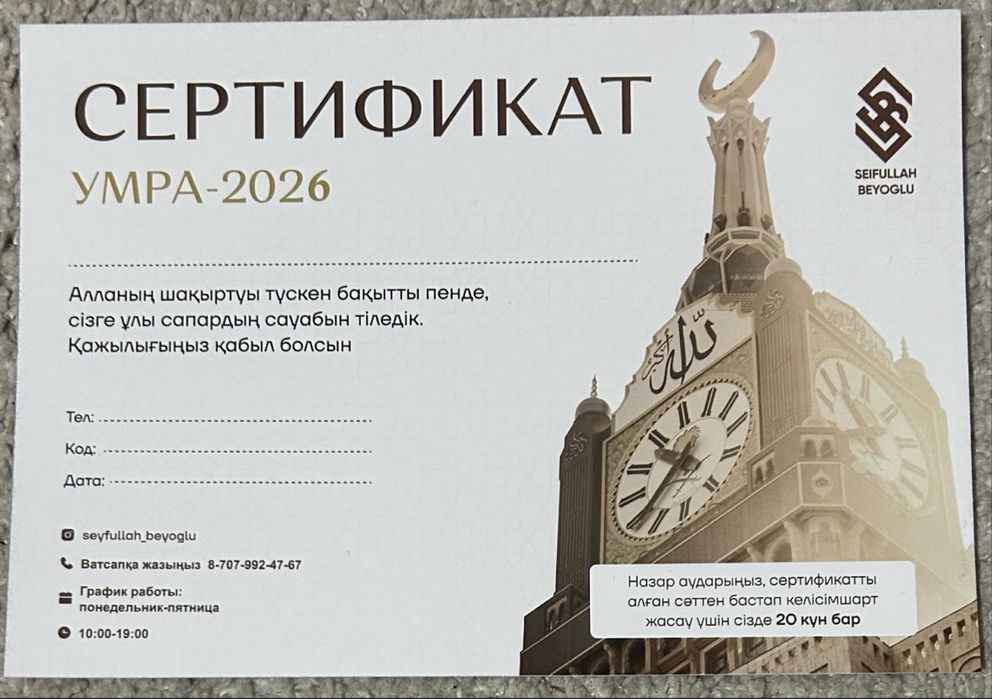 СЕРТИФИКАТ
УМРА-2026
SEIFULLAH
BEYOGLU
Алланың шақыртуы түскен бақытты пенде,
сізге ұлы сапардың сауабын тіледік.
Қажылығыңыз қабыл болсын
الله أكبر
Тел:
Код:
Дата:
seyfullah_beyoglu
Ватсапқа жазыңыз 8-707-992-47-67
График работы:
понедельник-пятница
10:00-19:00
Назар аударыңыз, сертификатты
алған сәттен бастап келісімшарт
жасау үшін сізде 20 күн бар